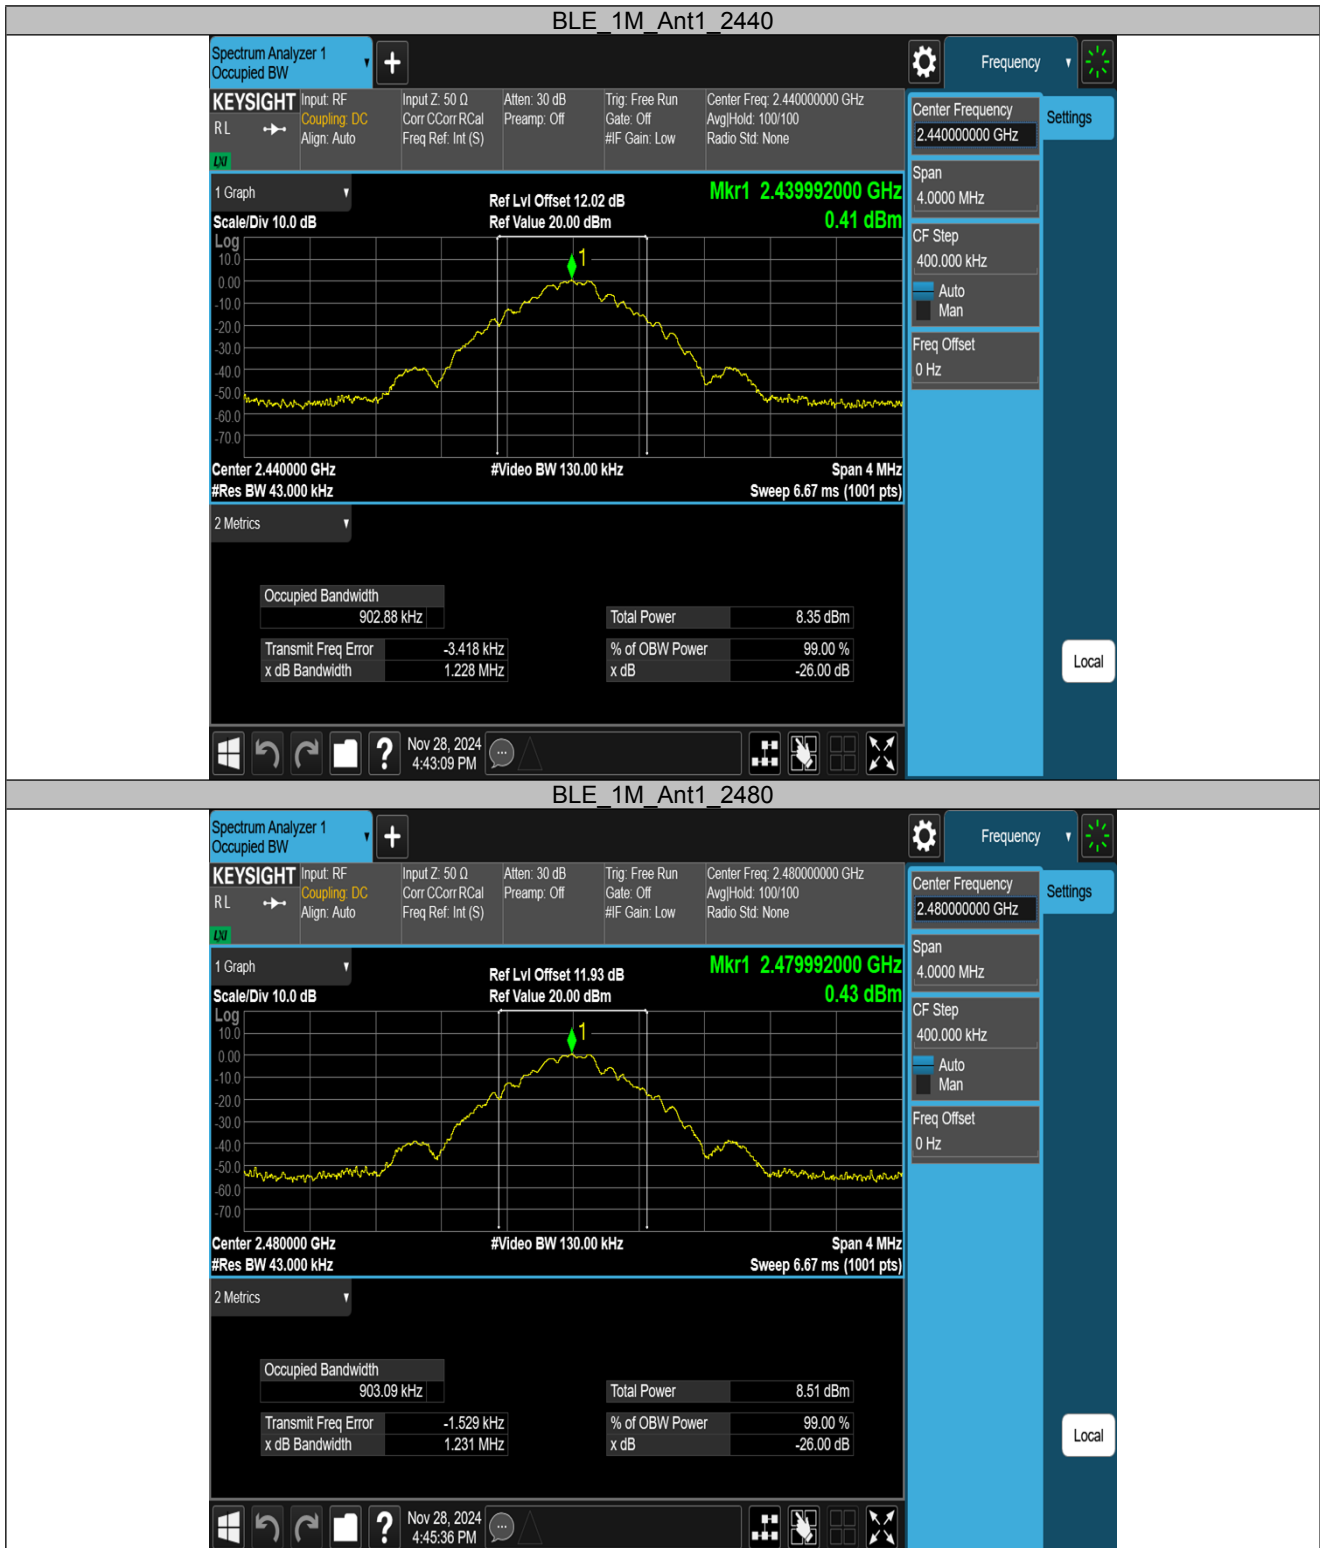 BLE_1M_Ant1_2440
Spectrum Analyzer 1
Occupied BW
+
Frequency
KEYSIGHT
R L
LXI
Input: RF
Coupling: DC
Align: Auto
Input Z: 50 Ω
Corr CCorr RCal
Freq Ref: Int (S)
Atten: 30 dB
Preamp: Off
Trig: Free Run
Gate: Off
#IF Gain: Low
Center Freq: 2.440000000 GHz
Avg|Hold: 100/100
Radio Std: None
Center Frequency
2.440000000 GHz
Settings
Span
4.0000 MHz
CF Step
400.000 kHz
Auto
Man
Freq Offset
0 Hz
Local
1 Graph
Scale/Div 10.0 dB
Ref Lvl Offset 12.02 dB
Ref Value 20.00 dBm
Mkr1 2.439992000 GHz
0.41 dBm
Log
1
10.0
0.00
-10.0
-20.0
-30.0
-40.0
-50.0
-60.0
-70.0
Center 2.440000 GHz
#Video BW 130.00 kHz
Span 4 MHz
#Res BW 43.000 kHz
Sweep 6.67 ms (1001 pts)
2 Metrics
Occupied Bandwidth
902.88 kHz
Total Power 8.35 dBm
Transmit Freq Error -3.418 kHz
% of OBW Power 99.00 %
x dB Bandwidth 1.228 MHz
x dB -26.00 dB
?
Nov 28, 2024
4:43:09 PM
BLE_1M_Ant1_2480
Spectrum Analyzer 1
Occupied BW
+
Frequency
KEYSIGHT
R L
LXI
Input: RF
Coupling: DC
Align: Auto
Input Z: 50 Ω
Corr CCorr RCal
Freq Ref: Int (S)
Atten: 30 dB
Preamp: Off
Trig: Free Run
Gate: Off
#IF Gain: Low
Center Freq: 2.480000000 GHz
Avg|Hold: 100/100
Radio Std: None
Center Frequency
2.480000000 GHz
Settings
Span
4.0000 MHz
CF Step
400.000 kHz
Auto
Man
Freq Offset
0 Hz
Local
1 Graph
Scale/Div 10.0 dB
Ref Lvl Offset 11.93 dB
Ref Value 20.00 dBm
Mkr1 2.479992000 GHz
0.43 dBm
Log
1
10.0
0.00
-10.0
-20.0
-30.0
-40.0
-50.0
-60.0
-70.0
Center 2.480000 GHz
#Video BW 130.00 kHz
Span 4 MHz
#Res BW 43.000 kHz
Sweep 6.67 ms (1001 pts)
2 Metrics
Occupied Bandwidth
903.09 kHz
Total Power 8.51 dBm
Transmit Freq Error -1.529 kHz
% of OBW Power 99.00 %
x dB Bandwidth 1.231 MHz
x dB -26.00 dB
?
Nov 28, 2024
4:45:36 PM